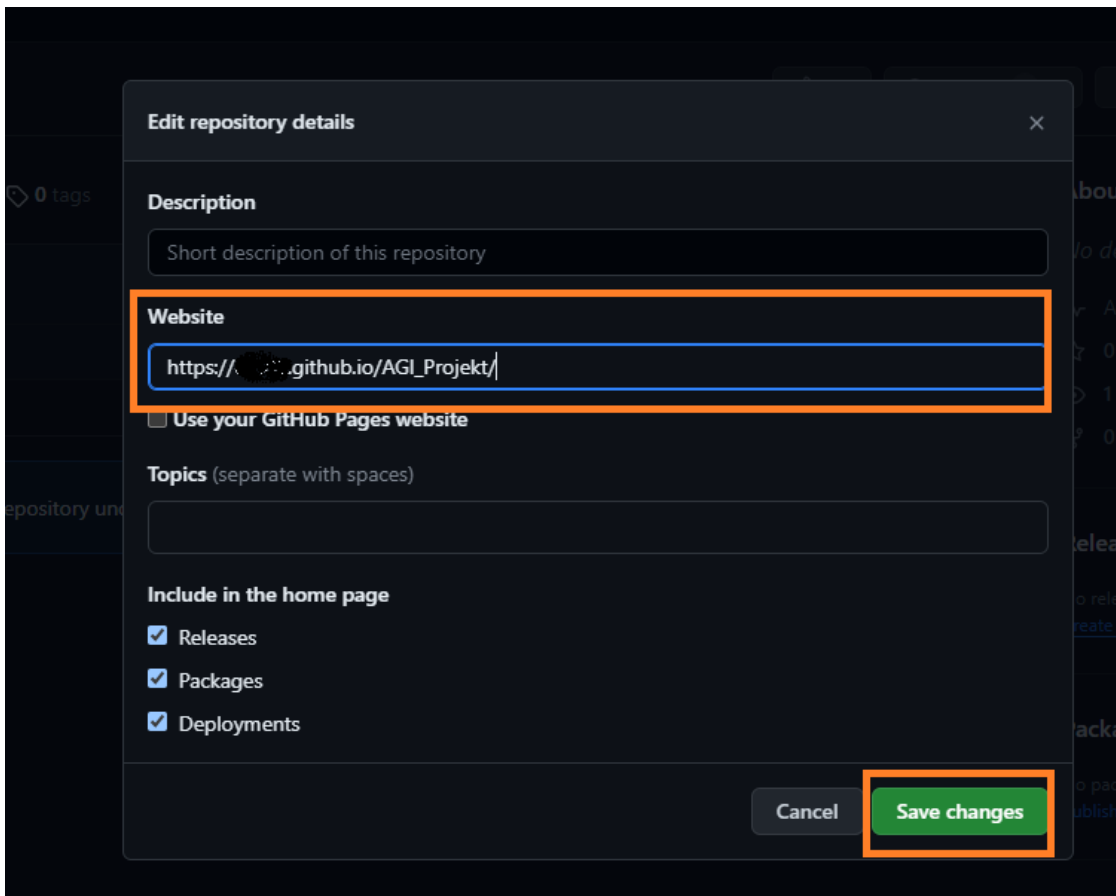 Edit repository details
0 tags
Description
Short description of this repository
Website
https://
.github.io/AGI_Projekt/
Use your GitHub Pages website
Topics (separate with spaces)
Include in the home page
Releases
Packages
Deployments
Cancel
Save changes